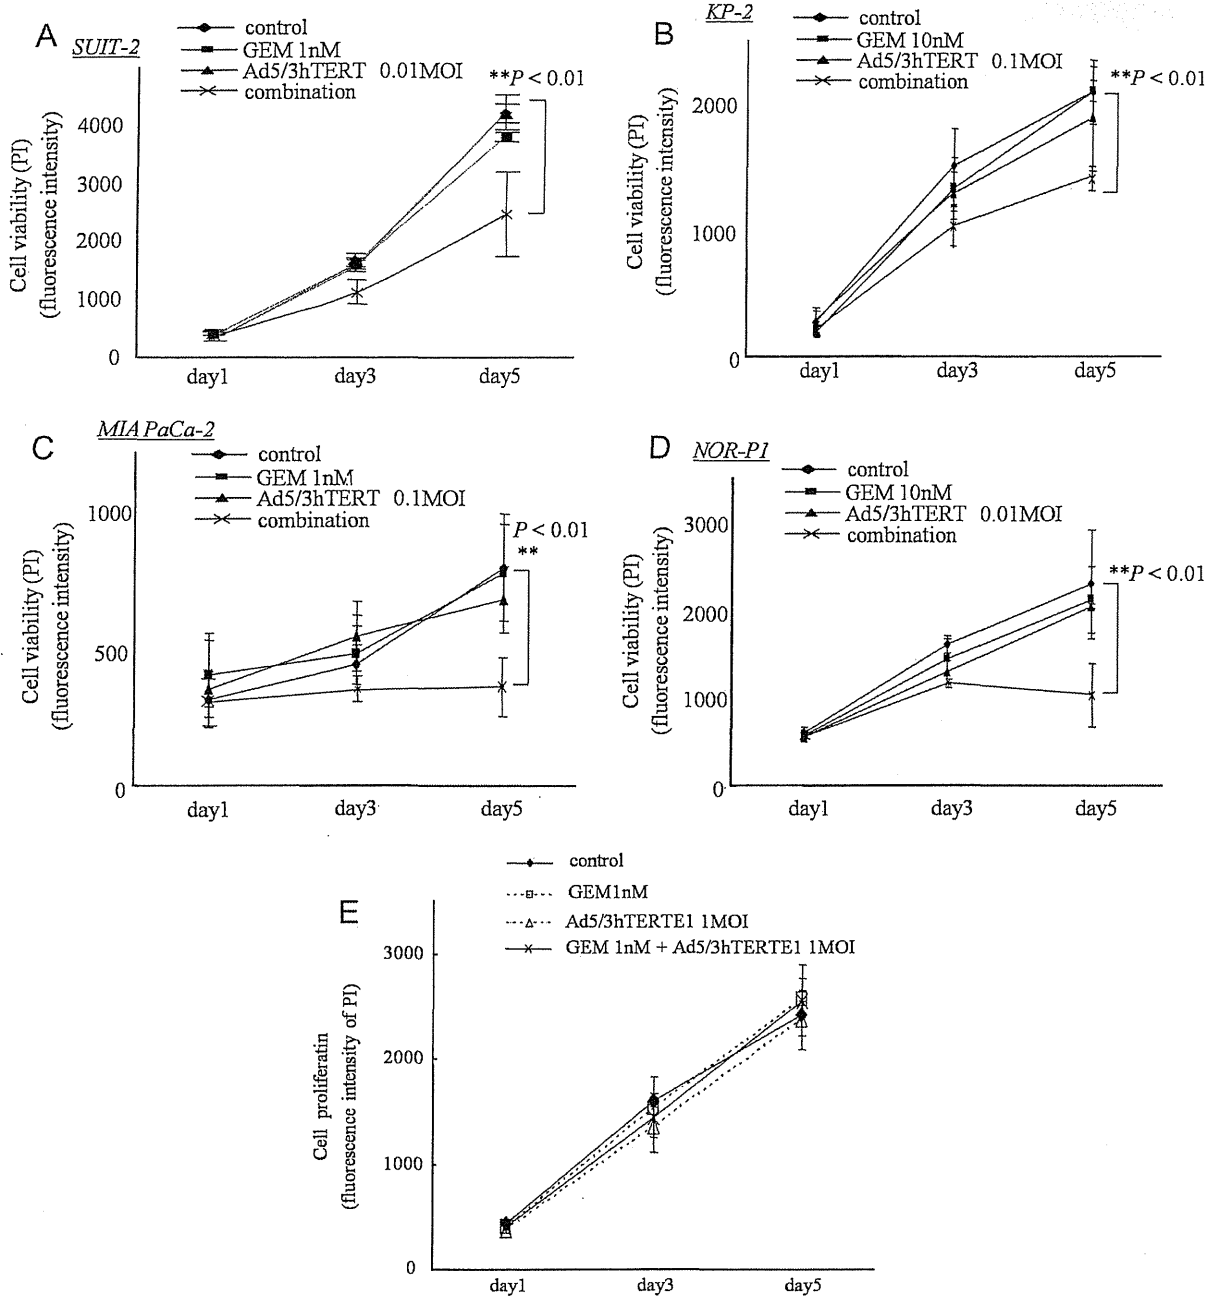 A
SUIT-2
control
GEM 1nM
Ad5/3hTERT 0.01MOI
combination
**P < 0.01
Cell viability (PI)
(fluorescence intensity)
4000
3000
2000
1000
0
day1
day3
day5
B
KP-2
control
GEM 10nM
Ad5/3hTERT 0.1MOI
combination
**P < 0.01
Cell viability (PI)
(fluorescence intensity)
2000
1000
0
day1
day3
day5
C
MIA PaCa-2
control
GEM 1nM
Ad5/3hTERT 0.1MOI
combination
P < 0.01
**
Cell viability (PI)
(fluorescence intensity)
1000
500
0
day1
day3
day5
D
NOR-P1
control
GEM 10nM
Ad5/3hTERT 0.01MOI
combination
**P < 0.01
Cell viability (PI)
(fluorescence intensity)
3000
2000
1000
0
day1
day3
day5
E
control
GEM1nM
Ad5/3hTERTE1 1MOI
GEM 1nM + Ad5/3hTERTE1 1MOI
Cell proliferatin
(fluorescence intensity of PI)
3000
2000
1000
0
day1
day3
day5